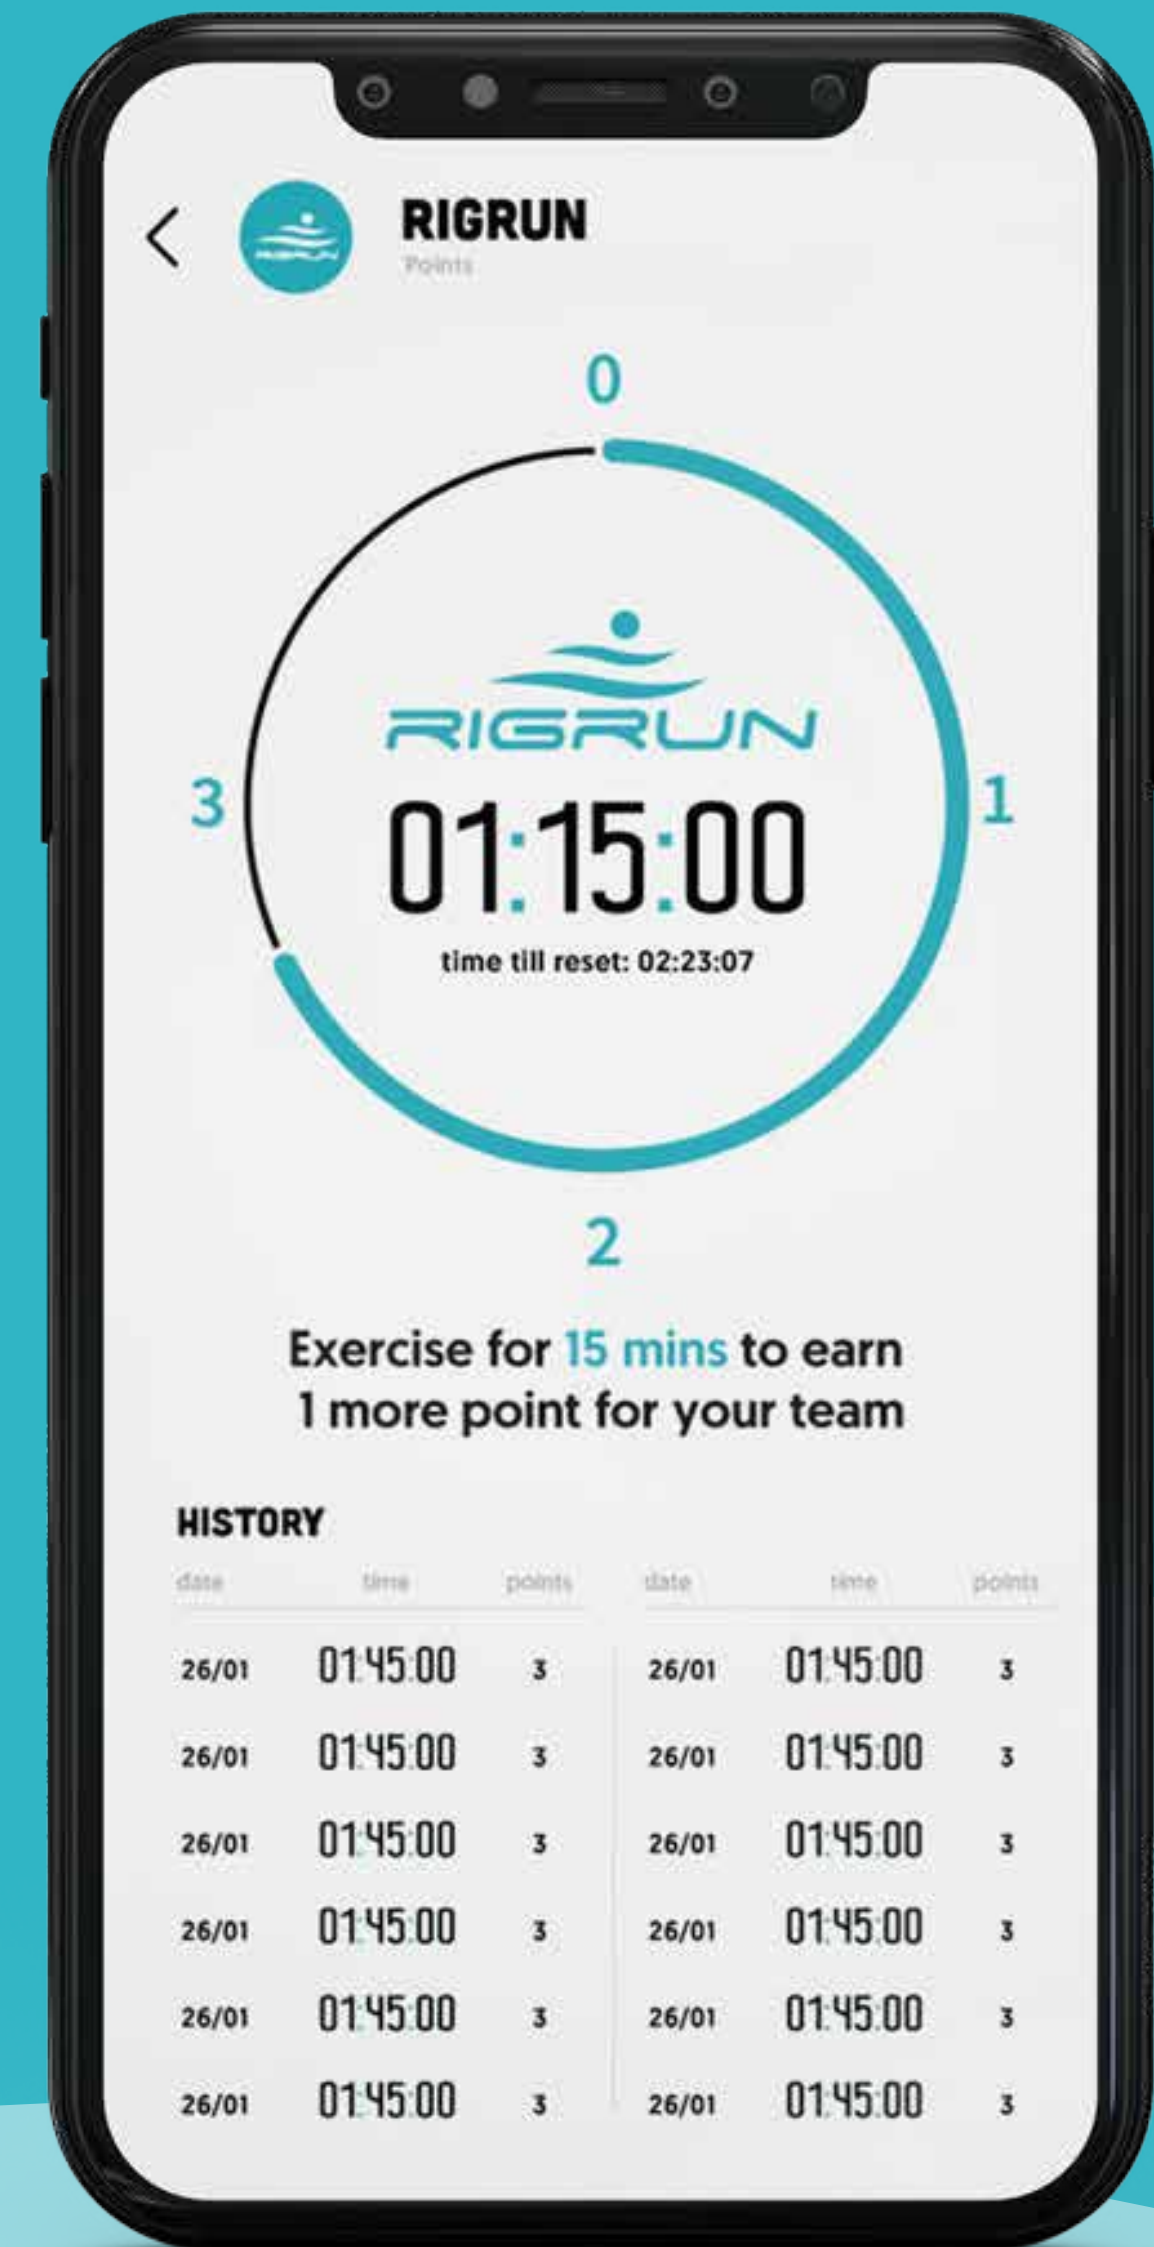 RIGRUN
Points
RIGRUN
0
1
2
3
RIGRUN
01:15:00
time till reset: 02:23:07
Exercise for 15 mins to earn
1 more point for your team
HISTORY
date time points date time points
26/01 01:45:00 3 26/01 01:45:00 3
26/01 01:45:00 3 26/01 01:45:00 3
26/01 01:45:00 3 26/01 01:45:00 3
26/01 01:45:00 3 26/01 01:45:00 3
26/01 01:45:00 3 26/01 01:45:00 3
26/01 01:45:00 3 26/01 01:45:00 3